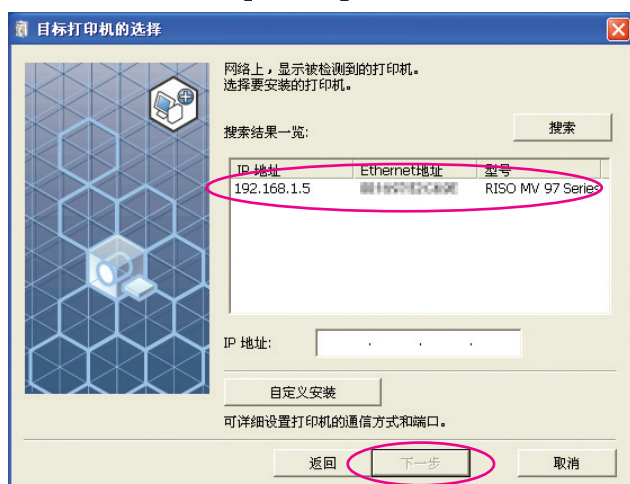 目标打印机的选择
网络上，显示被检测到的打印机。
选择要安装的打印机。
搜索结果一览:
搜索
IP 地址 Ethernet地址 型号
192.168.1.5 RISO MV 97 Series
IP 地址:
自定义安装
可详细设置打印机的通信方式和端口。
返回 下一步 取消